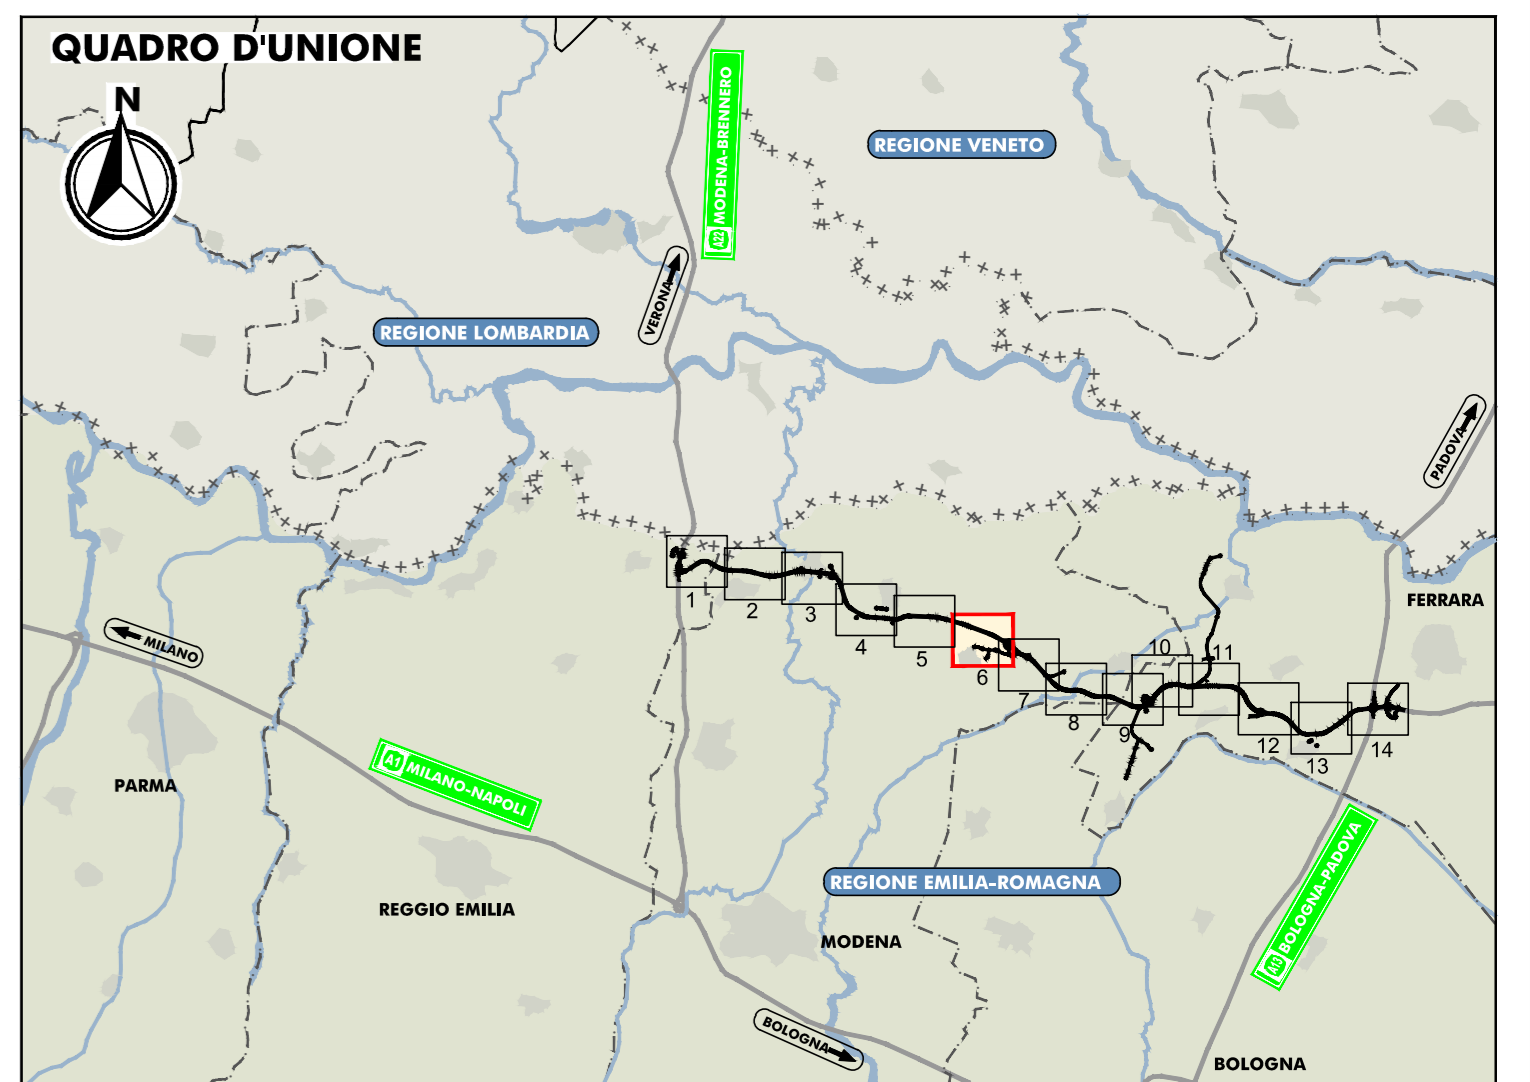 QUADRO D'UNIONE
N
A22 MODENA-BRENNERO
REGIONE VENETO
VERONA
REGIONE LOMBARDIA
PADOVA
FERRARA
1
2
3
4
5
6
7
8
9
10
11
12
13
14
MILANO
PARMA
A1 MILANO-NAPOLI
REGIONE EMILIA-ROMAGNA
REGGIO EMILIA
MODENA
A13 BOLOGNA-PADOVA
BOLOGNA
BOLOGNA